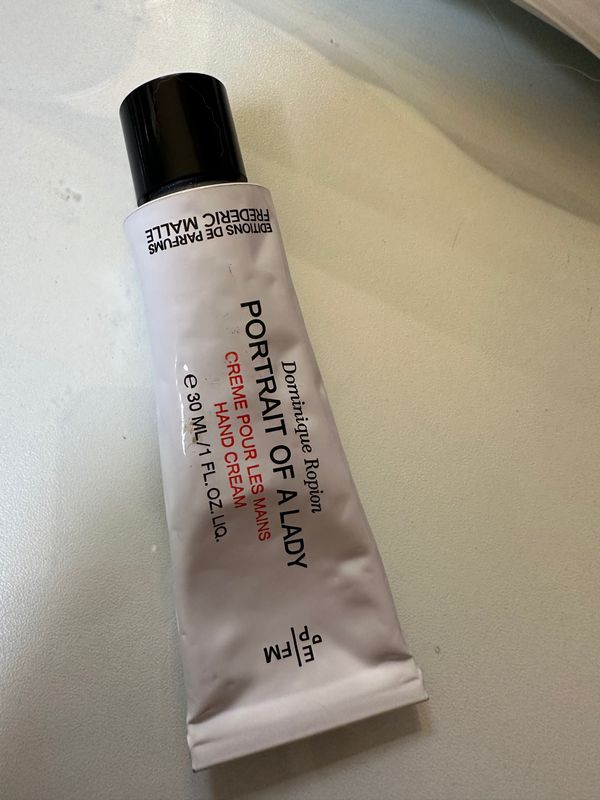 EDITIONS DE PARFUMS
FREDERIC MALLE
Dominique Ropion
PORTRAIT OF A LADY
CREME POUR LES MAINS
HAND CREAM
e 30 ML/1 FL. OZ. LIQ.
E D P
FM